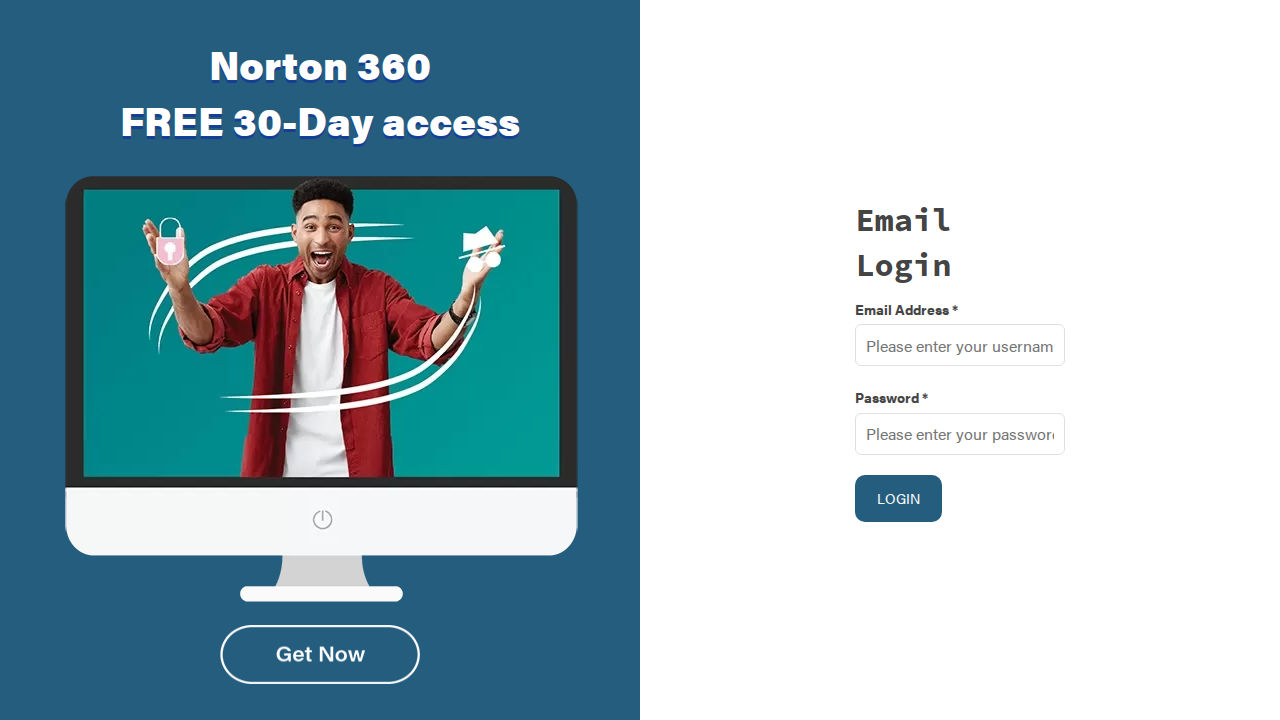 Norton 360
FREE 30-Day access
Get Now
Email
Login
Email Address *
Please enter your usernam
Password *
Please enter your passwor
LOGIN